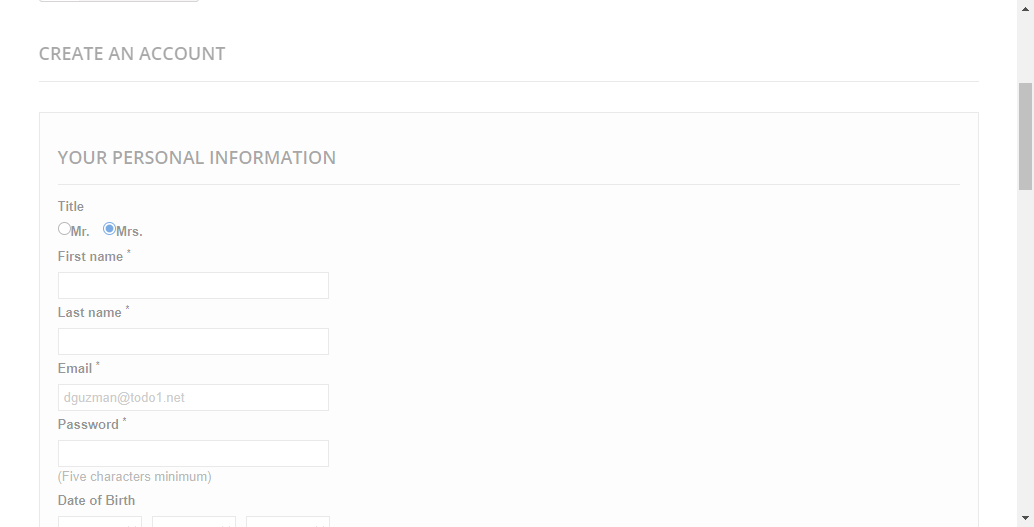 CREATE AN ACCOUNT
YOUR PERSONAL INFORMATION
Title
Mr. Mrs.
First name *
Last name *
Email *
dguzman@todo1.net
Password *
(Five characters minimum)
Date of Birth